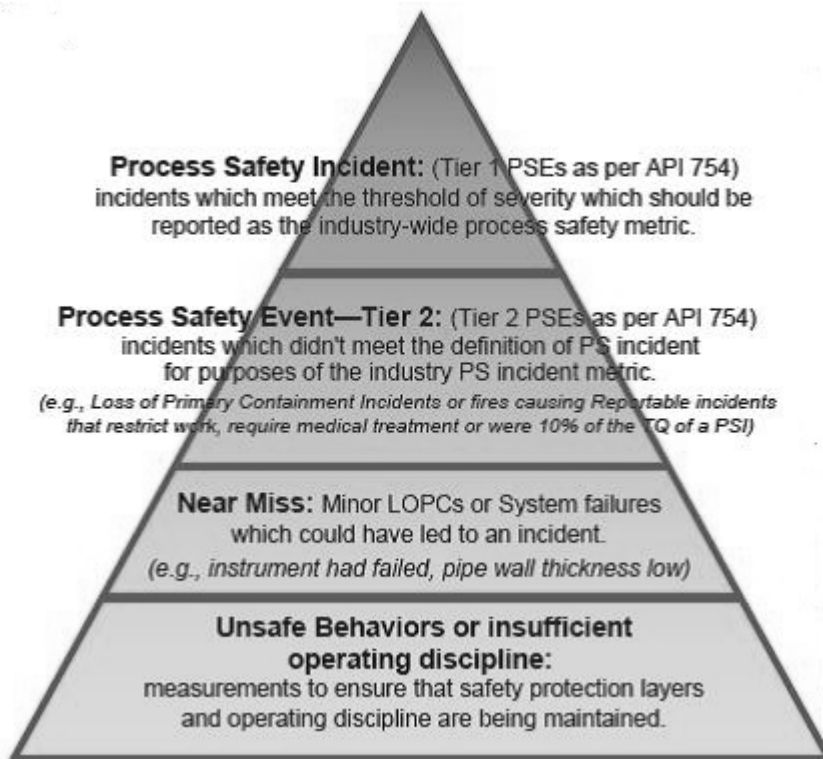 Process Safety Incident: (Tier 1 PSEs as per API 754)
incidents which meet the threshold of severity which should be
reported as the industry-wide process safety metric.
Process Safety Event—Tier 2: (Tier 2 PSEs as per API 754)
incidents which didn't meet the definition of PS incident
for purposes of the industry PS incident metric.
(e.g., Loss of Primary Containment Incidents or fires causing Reportable incidents
that restrict work, require medical treatment or were 10% of the TQ of a PSI)
Near Miss: Minor LOPCs or System failures
which could have led to an incident.
(e.g., instrument had failed, pipe wall thickness low)
Unsafe Behaviors or insufficient
operating discipline:
measurements to ensure that safety protection layers
and operating discipline are being maintained.